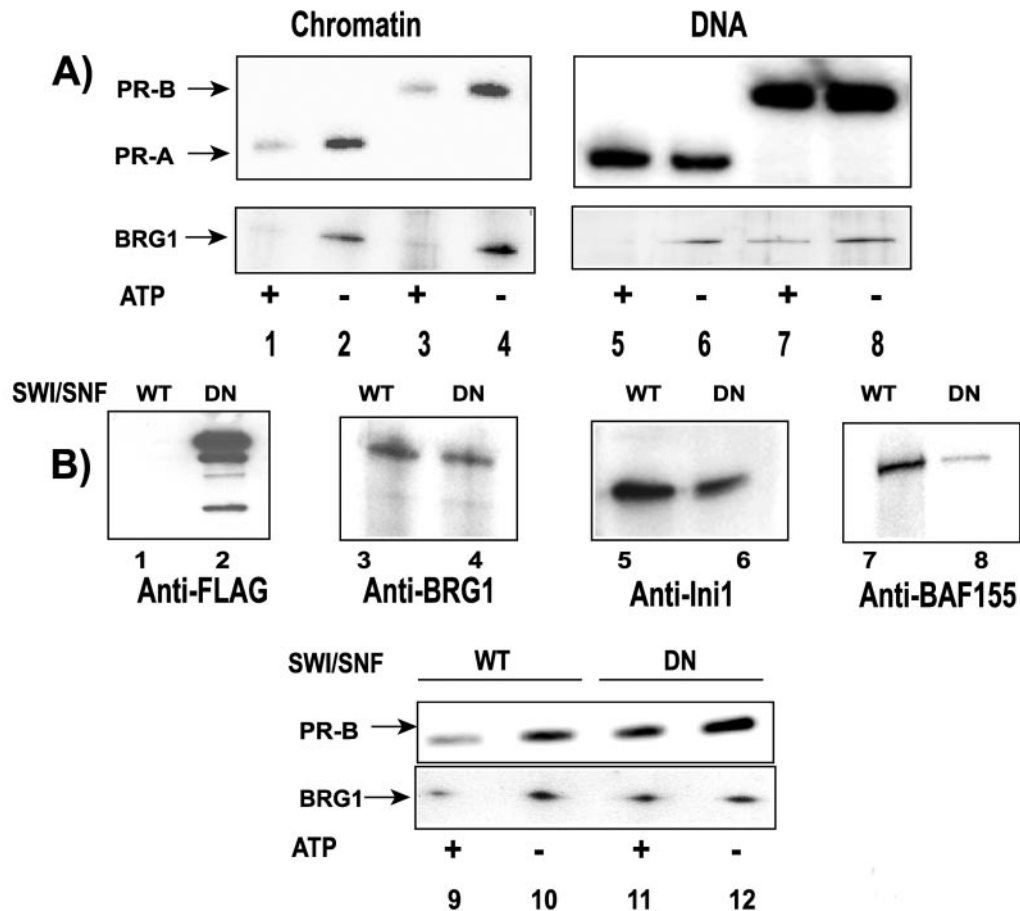 Chromatin DNA
A)
PR-B
PR-A
BRG1
ATP + - + - + - + -
1 2 3 4 5 6 7 8
SWI/SNF WT DN WT DN WT DN WT DN
B)
1 2 3 4 5 6 7 8
Anti-FLAG Anti-BRG1 Anti-Ini1 Anti-BAF155
SWI/SNF WT DN
PR-B
BRG1
ATP + - + -
9 10 11 12